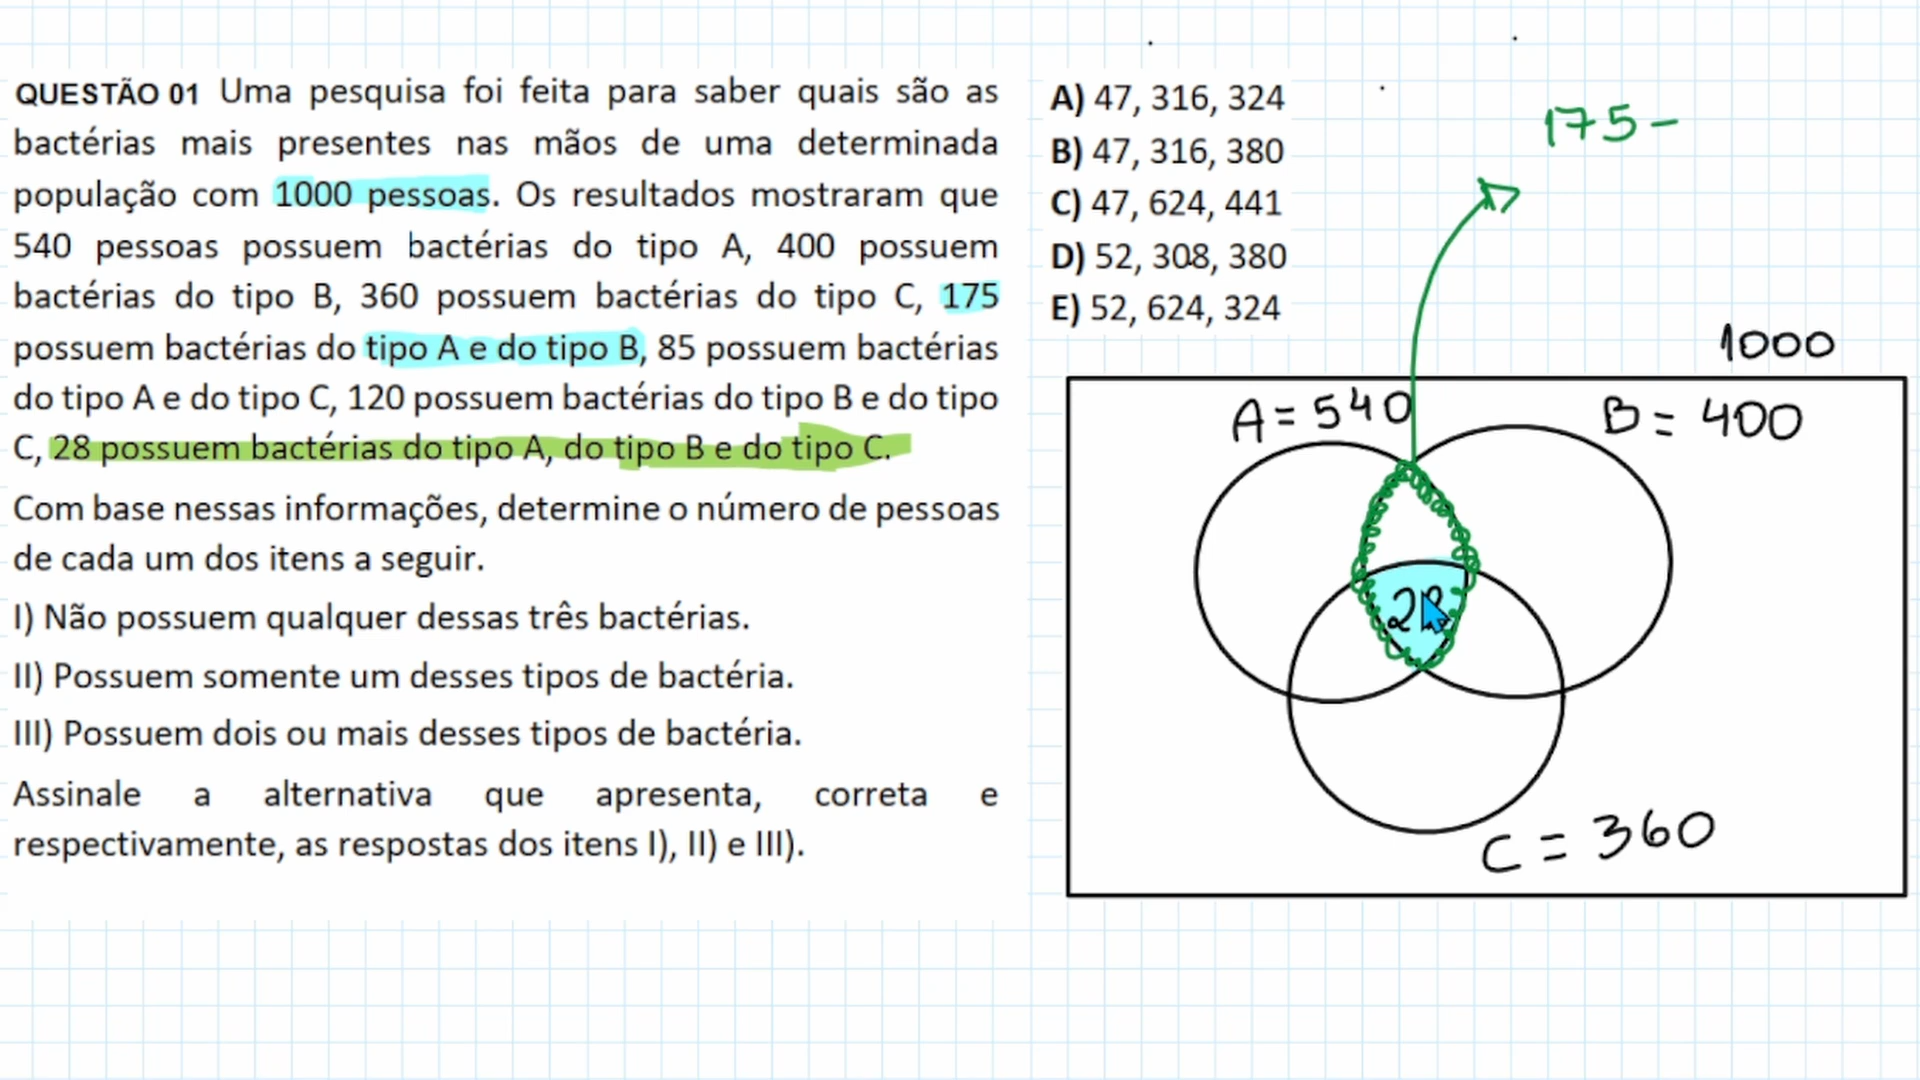 QUESTÃO 01 Uma pesquisa foi feita para saber quais são as
bactérias mais presentes nas mãos de uma determinada
população com 1000 pessoas. Os resultados mostraram que
540 pessoas possuem bactérias do tipo A, 400 possuem
bactérias do tipo B, 360 possuem bactérias do tipo C, 175
possuem bactérias do tipo A e do tipo B, 85 possuem bactérias
do tipo A e do tipo C, 120 possuem bactérias do tipo B e do tipo
C, 28 possuem bactérias do tipo A, do tipo B e do tipo C.
Com base nessas informações, determine o número de pessoas
de cada um dos itens a seguir.
I) Não possuem qualquer dessas três bactérias.
II) Possuem somente um desses tipos de bactéria.
III) Possuem dois ou mais desses tipos de bactéria.
Assinale a alternativa que apresenta, correta e
respectivamente, as respostas dos itens I), II) e III).
A) 47, 316, 324
B) 47, 316, 380
C) 47, 624, 441
D) 52, 308, 380
E) 52, 624, 324
175-
1000
A = 540
B = 400
28
C = 360